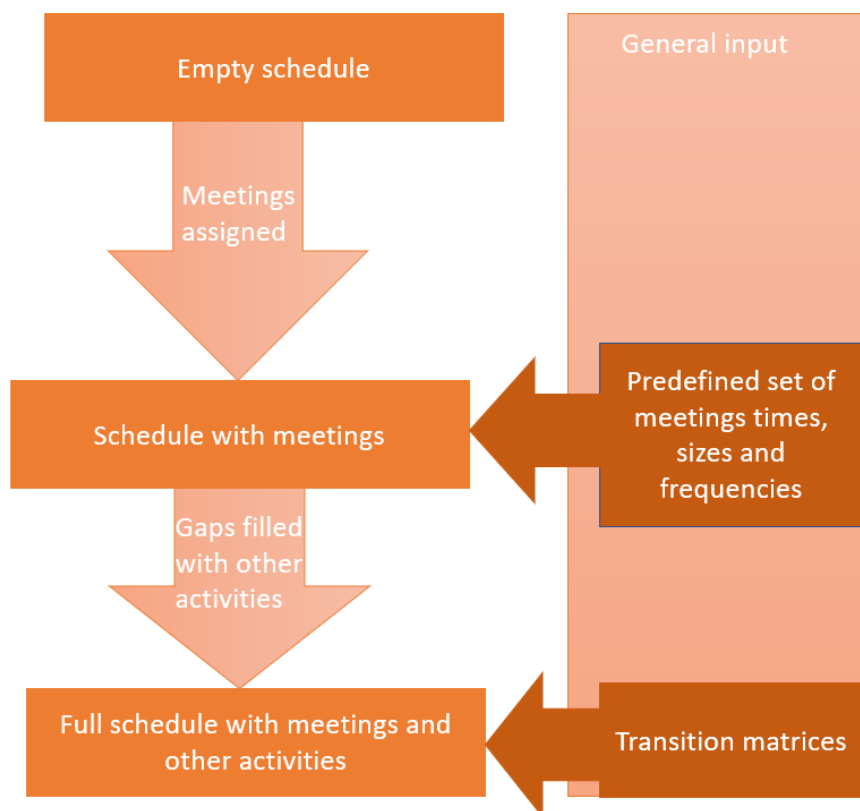 Empty schedule
General input
Meetings
assigned
Schedule with meetings
Predefined set of
meetings times,
sizes and
frequencies
Gaps filled
with other
activities
Full schedule with meetings and
other activities
Transition matrices